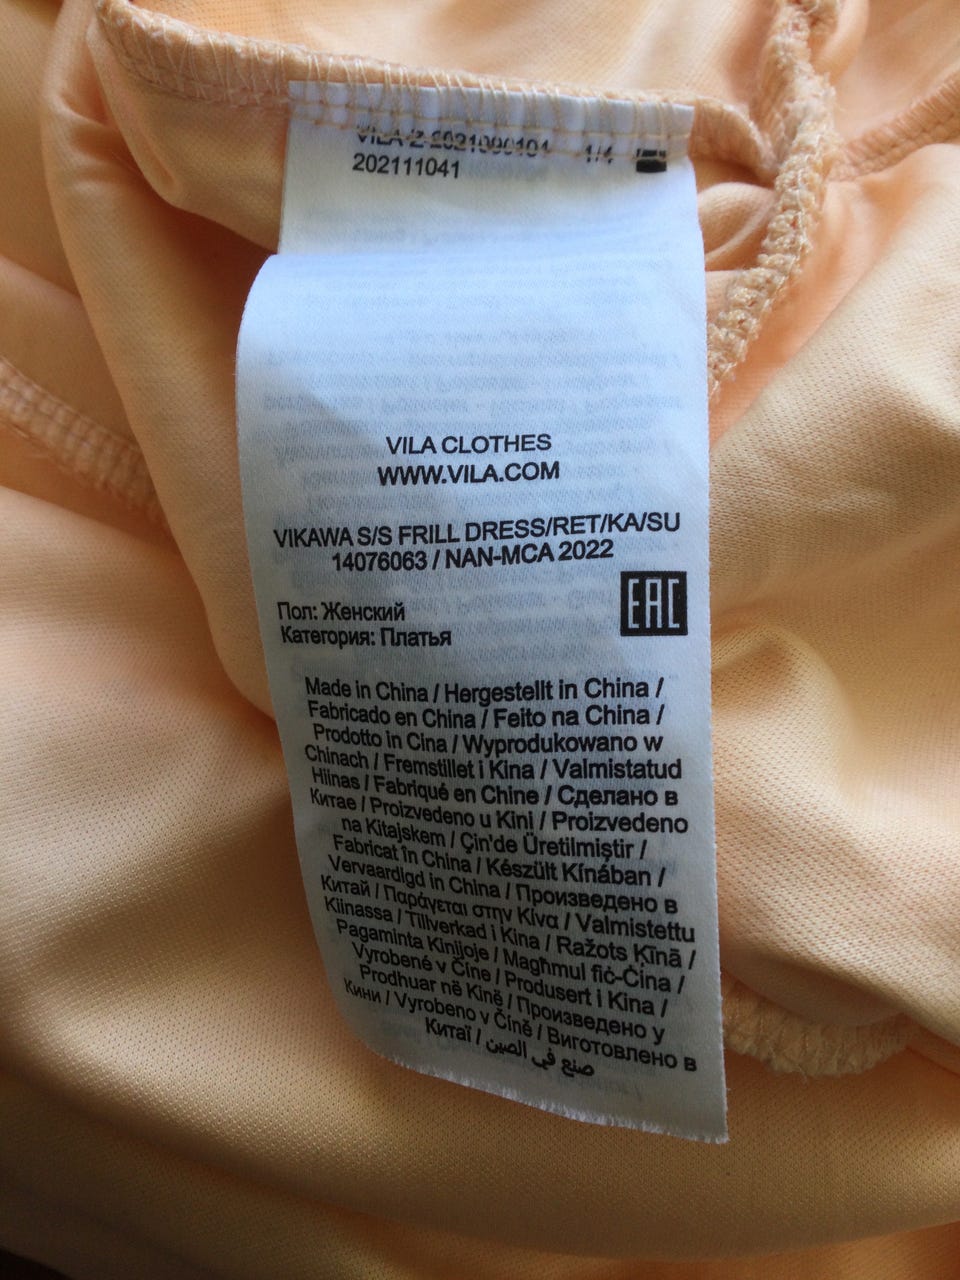 1/4
202111041
VILA CLOTHES
WWW.VILA.COM
VIKAWA S/S FRILL DRESS/RET/KA/SU
14076063 / NAN-MCA 2022
EAC
Пол: Женский
Категория: Платья
Made in China / Hergestellt in China /
Fabricado en China / Feito na China /
Prodotto in Cina / Wyprodukowano w
Chinach / Fremstillet i Kina / Valmistatud
Hiinas / Fabriqué en Chine / Сделано в
Китае / Proizvedeno u Kini / Proizvedeno
na Kitajskem / Çin'de Üretilmiştir /
Fabricat în China / Készült Kínában /
Vervaardigd in China / Произведено в
Китай / Παράγεται στην Κίνα / Valmistettu
Kiinassa / Tillverkad i Kina / Ražots Ķīnā /
Pagaminta Kinijoje / Magħmul fiċ-Ċina /
Vyrobené v Číne / Produsert i Kina /
Prodhuar në Kinë / Произведено у
Кини / Vyrobeno v Číně / Виготовлено в
Китаї / صنع في الصين